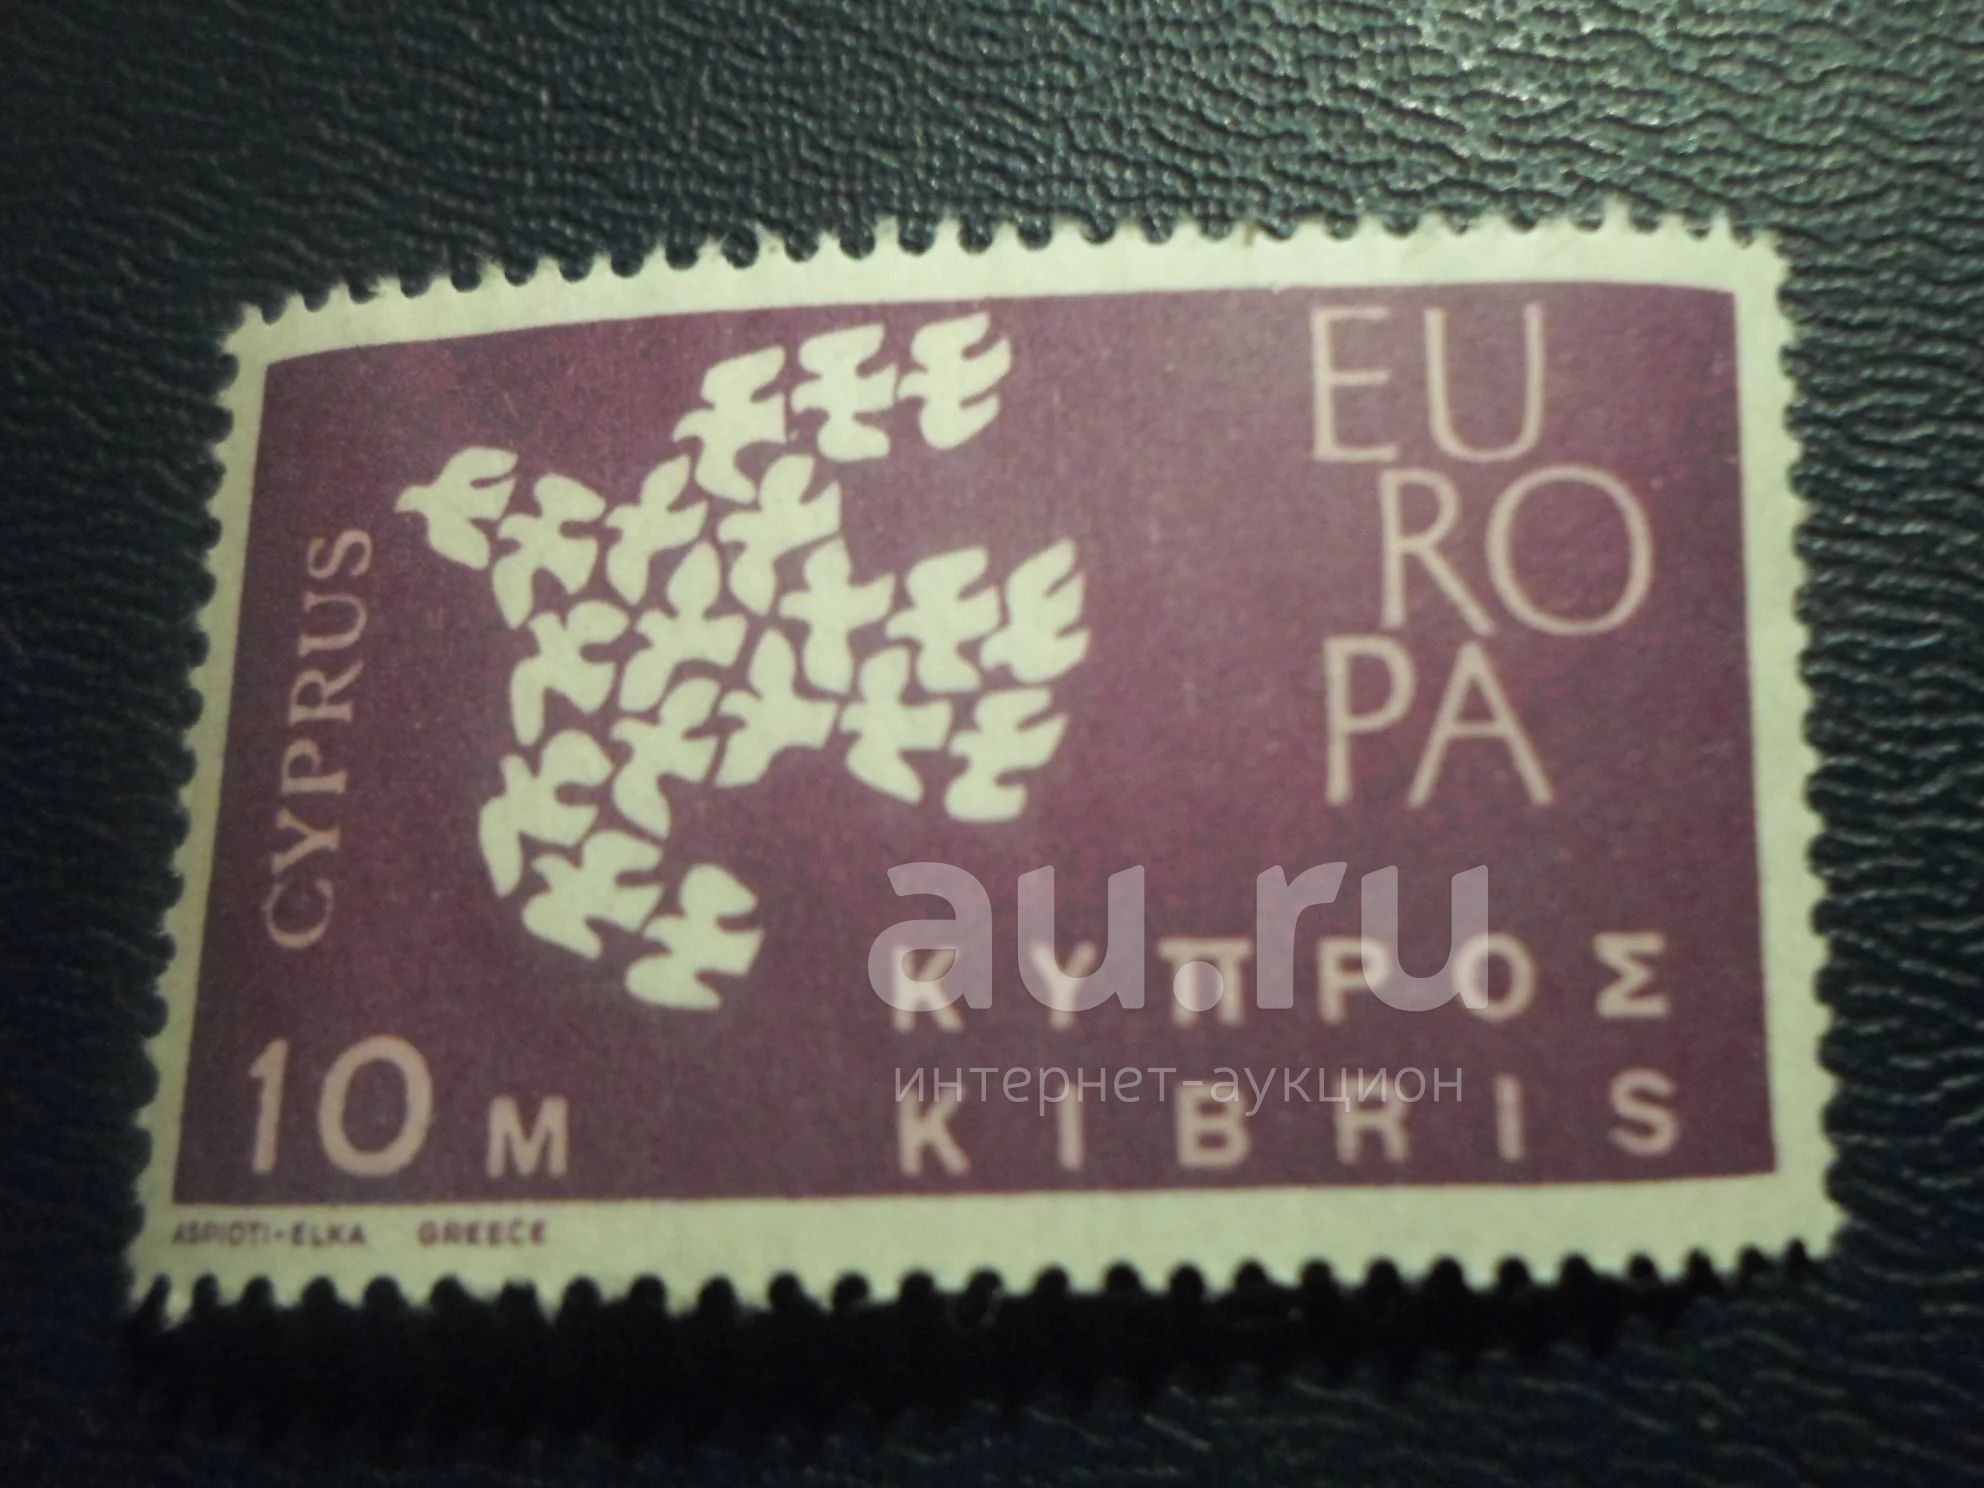 EU
RO
PA
CYPRUS
au.ru
ΚΥΠΡΟΣ
интернет-аукцион
KIBRIS
10 M
ASPIOTI-ELKA GREECE